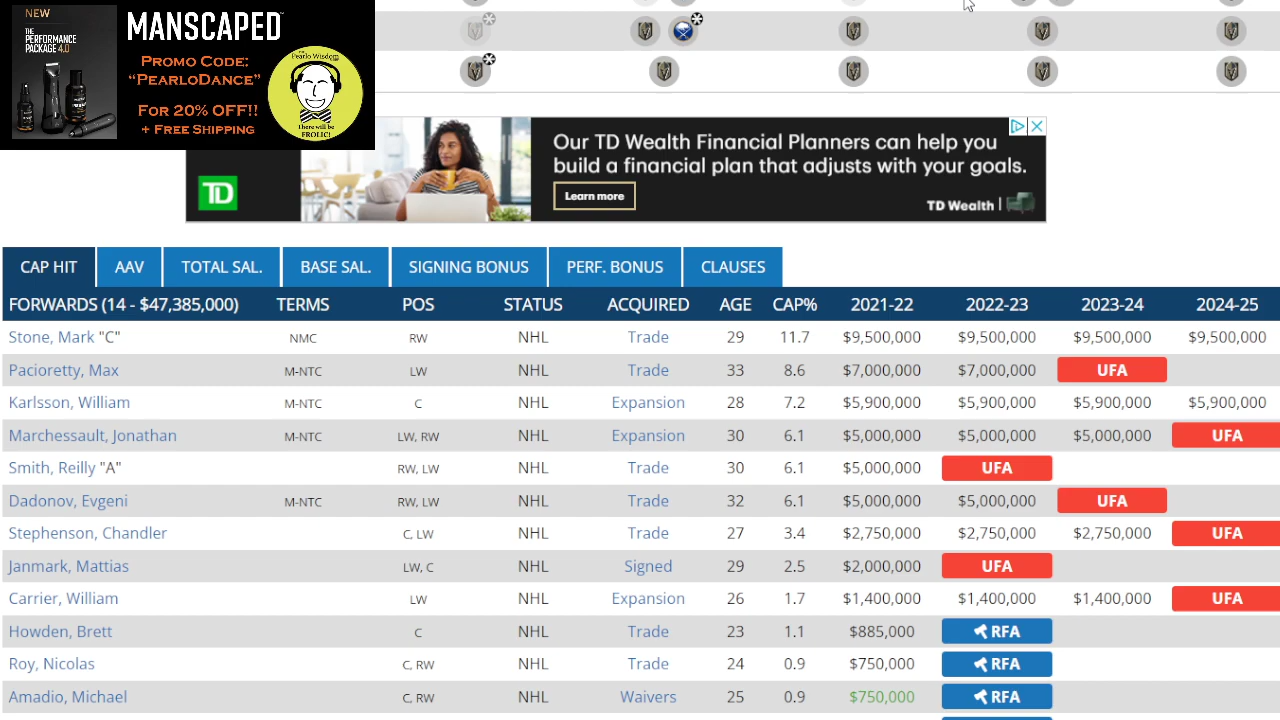 NEW
THE
PERFORMANCE
PACKAGE 4.0
MANSCAPED™
PROMO CODE:
"PEARLODANCE"
FOR 20% OFF!!
+ FREE SHIPPING
Pearlo Wisdom
There will be
FROLIC!
Our TD Wealth Financial Planners can help you
build a financial plan that adjusts with your goals.
TD
Learn more
TD Wealth
CAP HIT AAV TOTAL SAL. BASE SAL. SIGNING BONUS PERF. BONUS CLAUSES
FORWARDS (14 - $47,385,000) TERMS POS STATUS ACQUIRED AGE CAP% 2021-22 2022-23 2023-24 2024-25
Stone, Mark "C" NMC RW NHL Trade 29 11.7 $9,500,000 $9,500,000 $9,500,000 $9,500,000
Pacioretty, Max M-NTC LW NHL Trade 33 8.6 $7,000,000 $7,000,000 UFA
Karlsson, William M-NTC C NHL Expansion 28 7.2 $5,900,000 $5,900,000 $5,900,000 $5,900,000
Marchessault, Jonathan M-NTC LW, RW NHL Expansion 30 6.1 $5,000,000 $5,000,000 $5,000,000 UFA
Smith, Reilly "A" RW, LW NHL Trade 30 6.1 $5,000,000 UFA
Dadonov, Evgeni M-NTC RW, LW NHL Trade 32 6.1 $5,000,000 $5,000,000 UFA
Stephenson, Chandler C, LW NHL Trade 27 3.4 $2,750,000 $2,750,000 $2,750,000 UFA
Janmark, Mattias LW, C NHL Signed 29 2.5 $2,000,000 UFA
Carrier, William LW NHL Expansion 26 1.7 $1,400,000 $1,400,000 $1,400,000 UFA
Howden, Brett C NHL Trade 23 1.1 $885,000 RFA
Roy, Nicolas C, RW NHL Trade 24 0.9 $750,000 RFA
Amadio, Michael C, RW NHL Waivers 25 0.9 $750,000 RFA